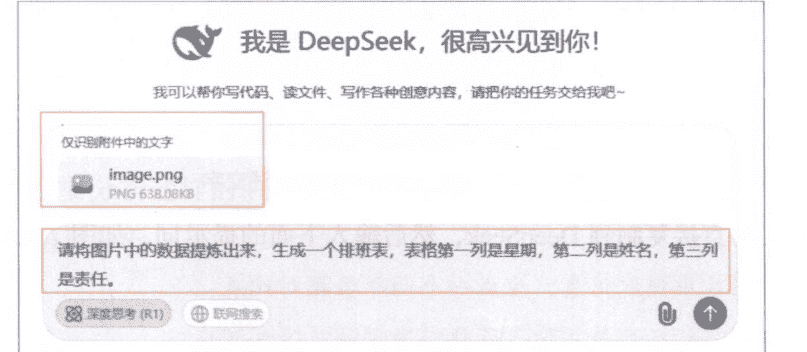 我是 DeepSeek，很高兴见到你！
我可以帮你写代码、读文件、写作各种创意内容，请把你的任务交给我吧~
仅识别附件中的文字
image.png
PNG 638.08KB
请将图片中的数据提炼出来，生成一个排班表，表格第一列是星期，第二列是姓名，第三列
是责任。
深度思考 (R1) 联网搜索